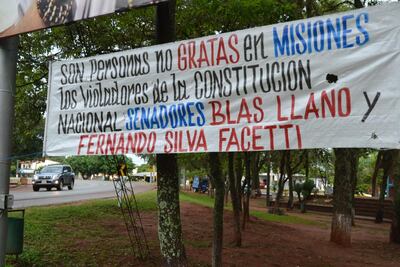 SON PERSONAS NO GRATAS EN MISIONES
LOS VIOLADORES DE LA CONSTITUCION
NACIONAL SENADORES BLAS LLANO Y
FERNANDO SILVA FACETTI